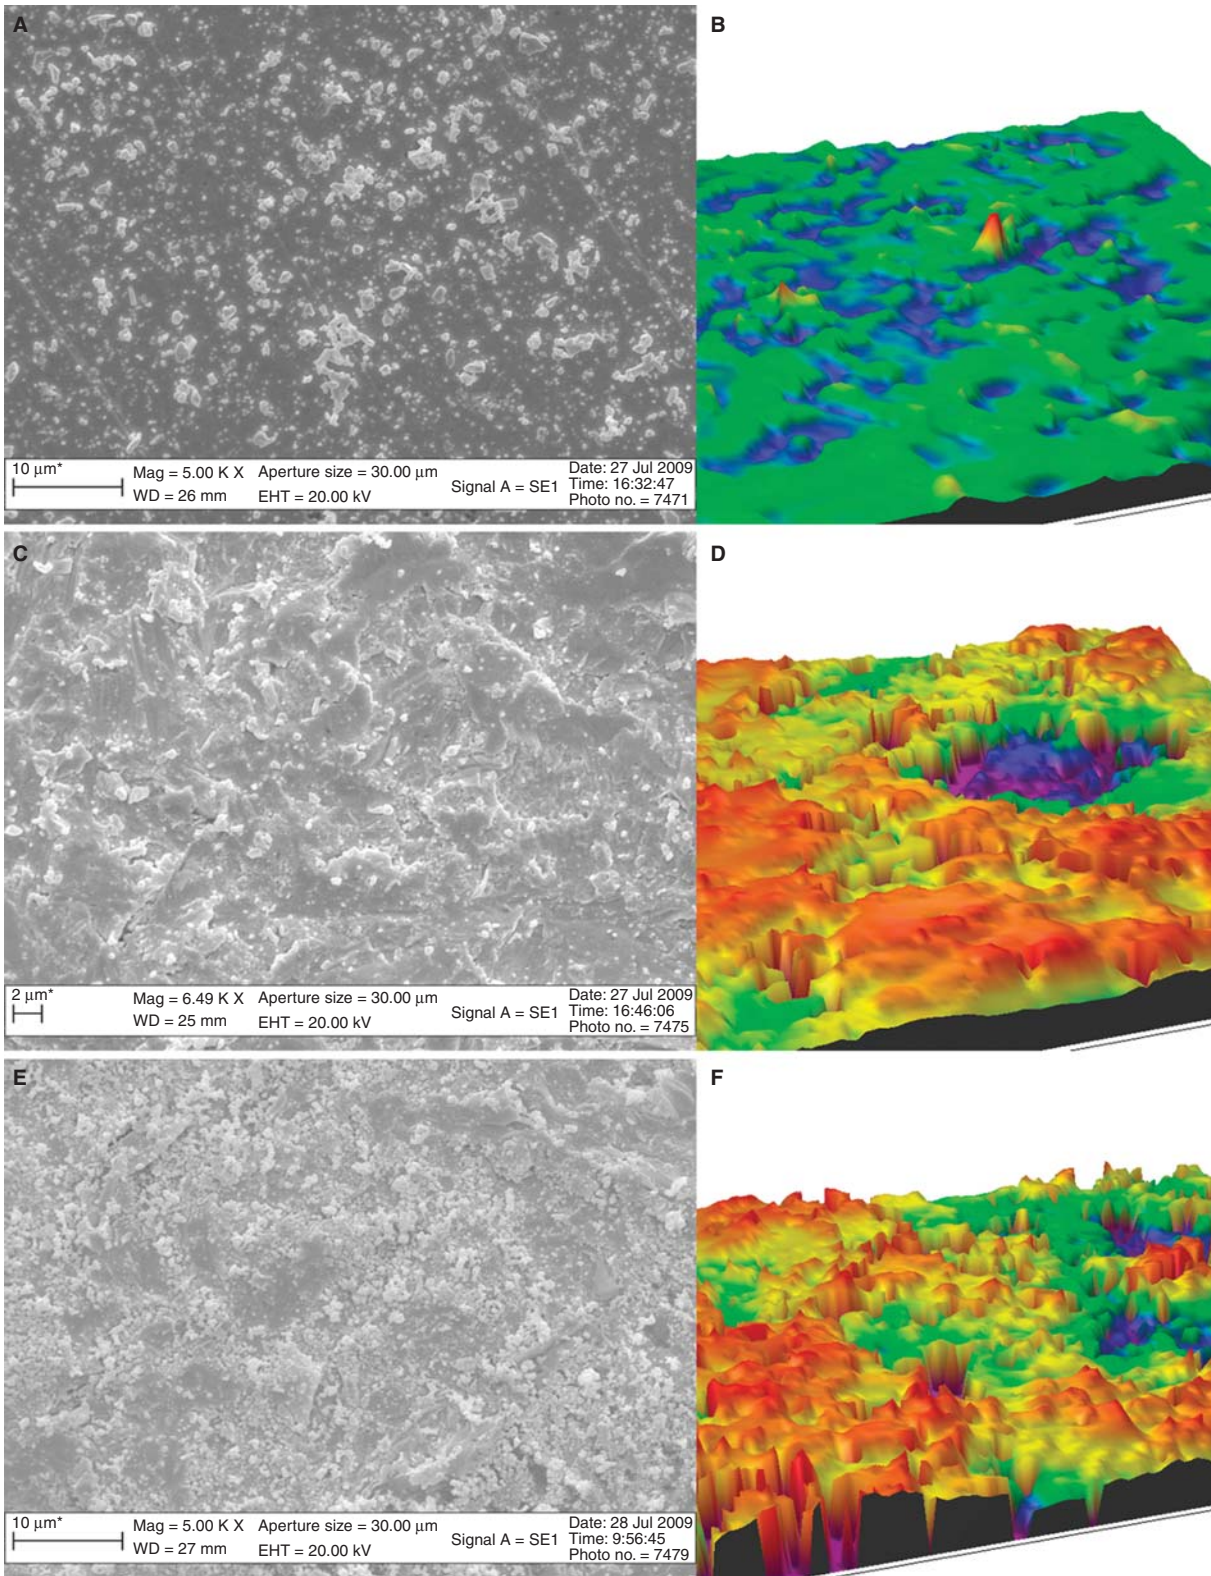 A
B
10 μm*
Mag = 5.00 K X
Aperture size = 30.00 μm
WD = 26 mm
EHT = 20.00 kV
Signal A = SE1
Date: 27 Jul 2009
Time: 16:32:47
Photo no. = 7471
C
D
2 μm*
Mag = 6.49 K X
Aperture size = 30.00 μm
WD = 25 mm
EHT = 20.00 kV
Signal A = SE1
Date: 27 Jul 2009
Time: 16:46:06
Photo no. = 7475
E
F
10 μm*
Mag = 5.00 K X
Aperture size = 30.00 μm
WD = 27 mm
EHT = 20.00 kV
Signal A = SE1
Date: 28 Jul 2009
Time: 9:56:45
Photo no. = 7479